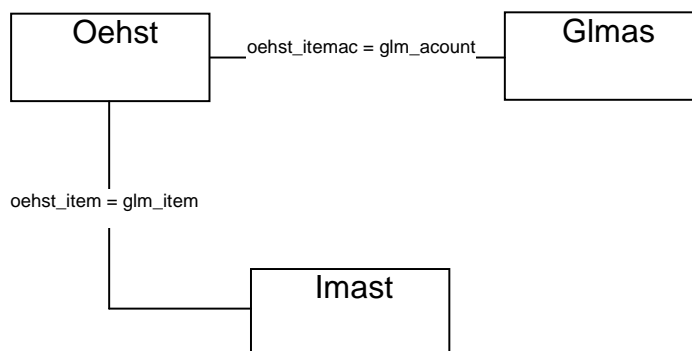 Oehst
Glmas
oehst_itemac = glm_acount
oehst_item = glm_item
Imast